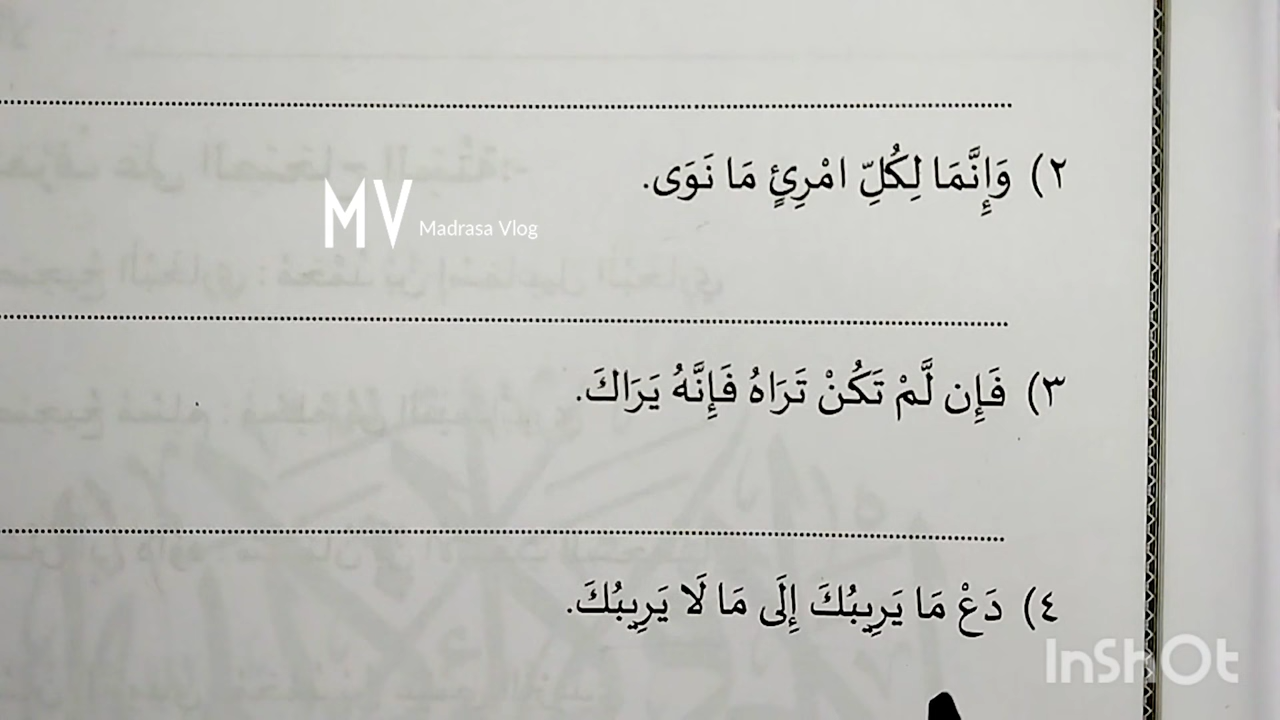 ٢) وَإِنَّمَا لِكُلِّ امْرِئٍ مَا نَوَى.
MV Madrasa Vlog
٣) فَإِن لَّمْ تَكُنْ تَرَاهُ فَإِنَّهُ يَرَاكَ.
٤) دَعْ مَا يَرِيبُكَ إِلَى مَا لَا يَرِيبُكَ.
InShOt